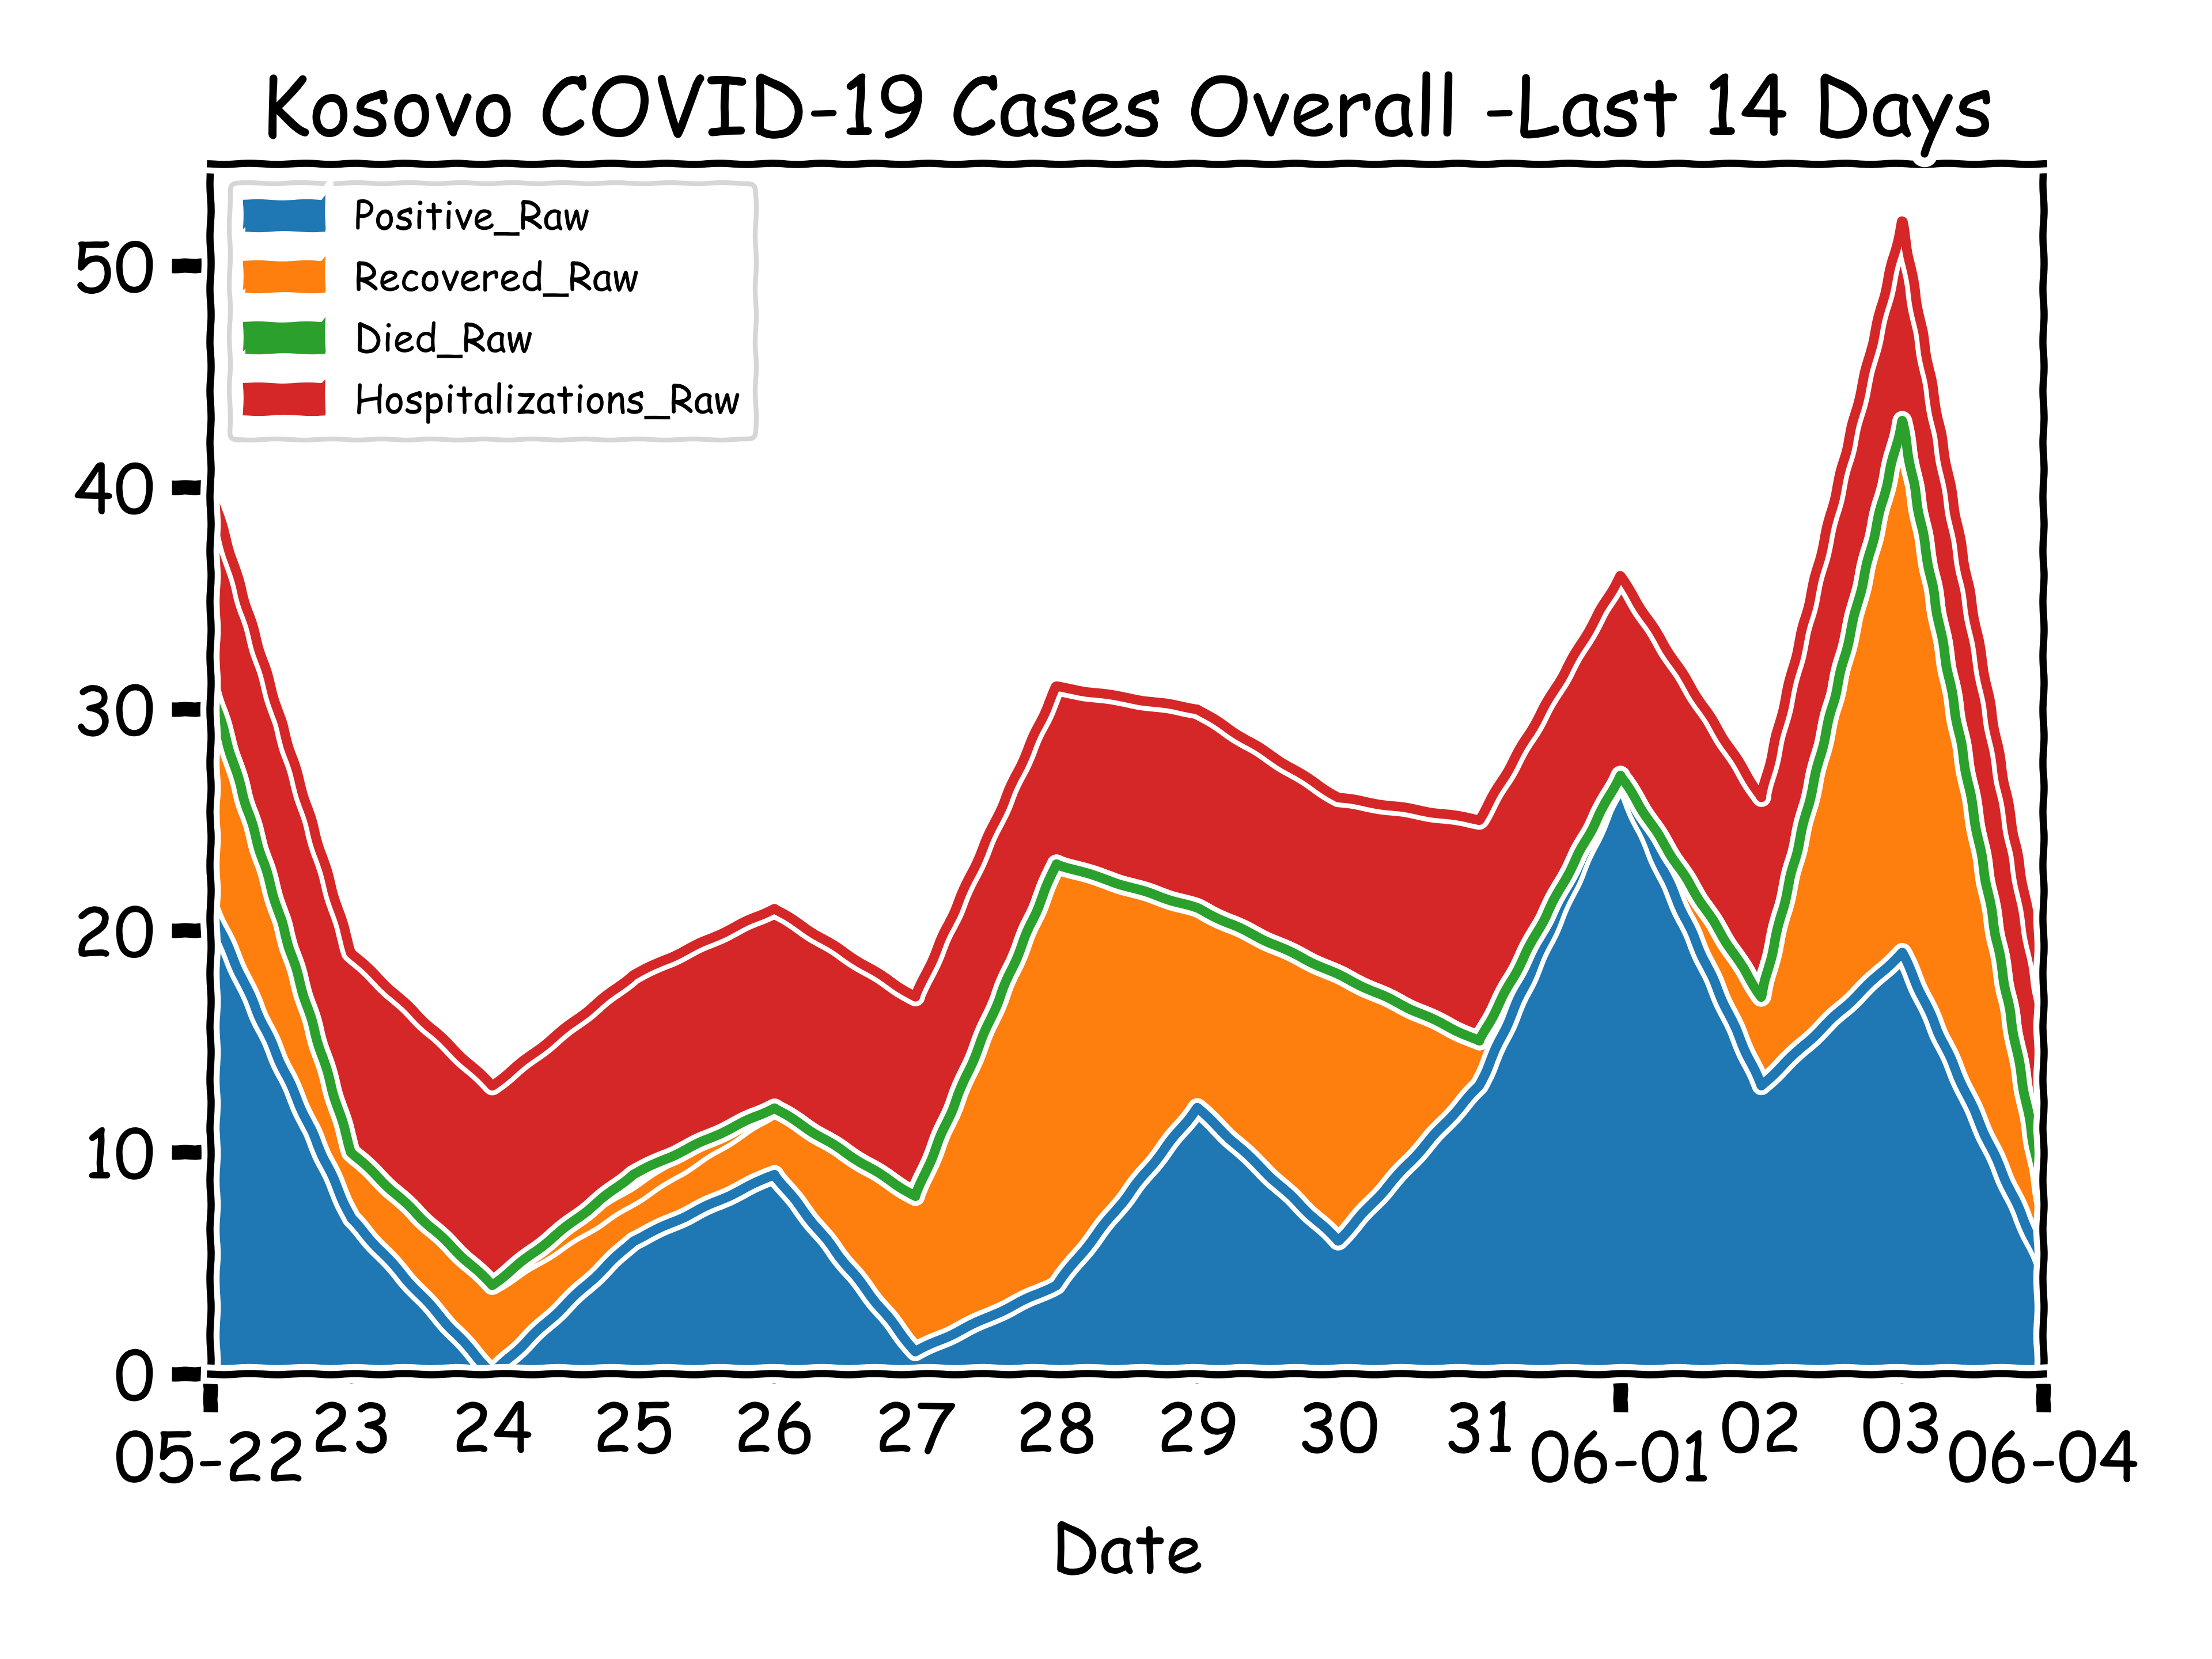 Kosovo COVID-19 Cases Overall -Last 14 Days
Positive_Raw
Recovered_Raw
Died_Raw
Hospitalizations_Raw
50
40
30
20
10
0
05-22 23 24 25 26 27 28 29 30 31 06-01 02 03 06-04
Date